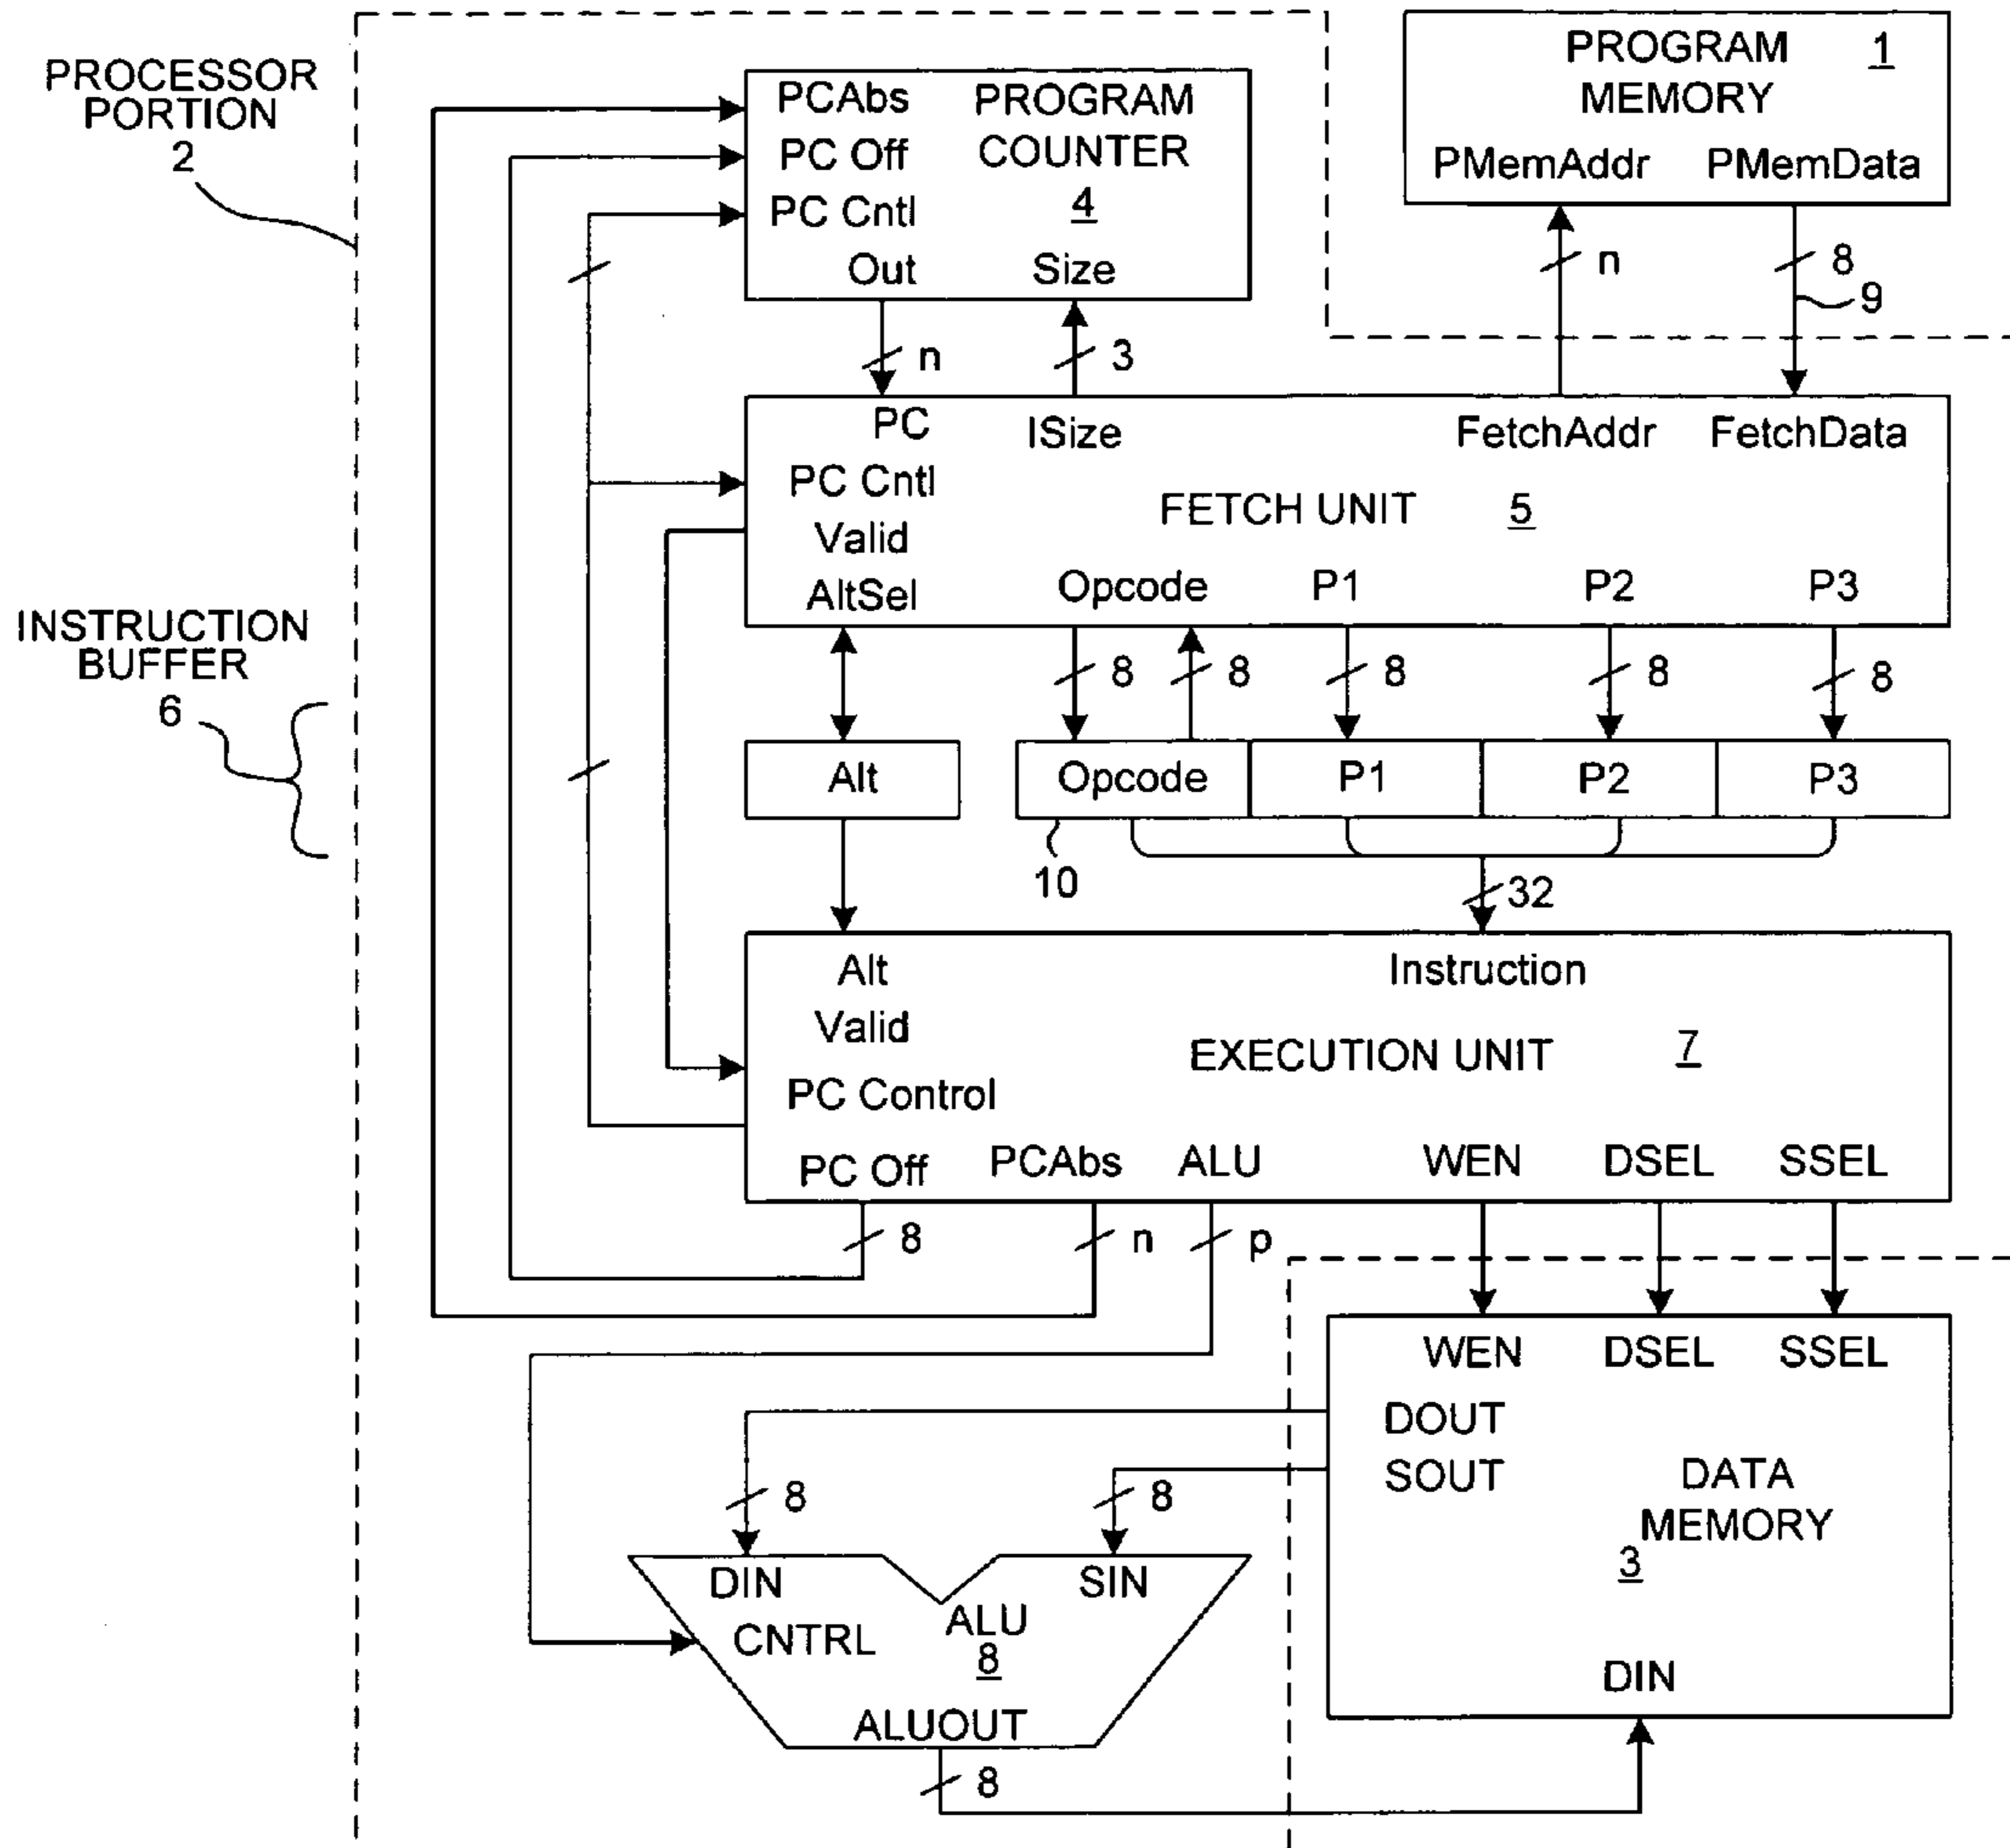 PROCESSOR
PORTION
2
PROGRAM 1
MEMORY
PMemAddr PMemData
PCAbs PROGRAM
PC Off COUNTER
PC Cntl 4
Out Size
n 8
9
n 3
PC ISize FetchAddr FetchData
PC Cntl
FETCH UNIT 5
Valid
AltSel Opcode P1 P2 P3
INSTRUCTION
BUFFER
6
8 8 8 8 8
Alt Opcode P1 P2 P3
10
32
Alt Instruction
Valid
EXECUTION UNIT 7
PC Control
PC Off PCAbs ALU WEN DSEL SSEL
8 n p
WEN DSEL SSEL
DOUT
SOUT DATA
MEMORY
3
8 8
DIN SIN
CNTRL ALU
8
DIN
ALUOUT
8